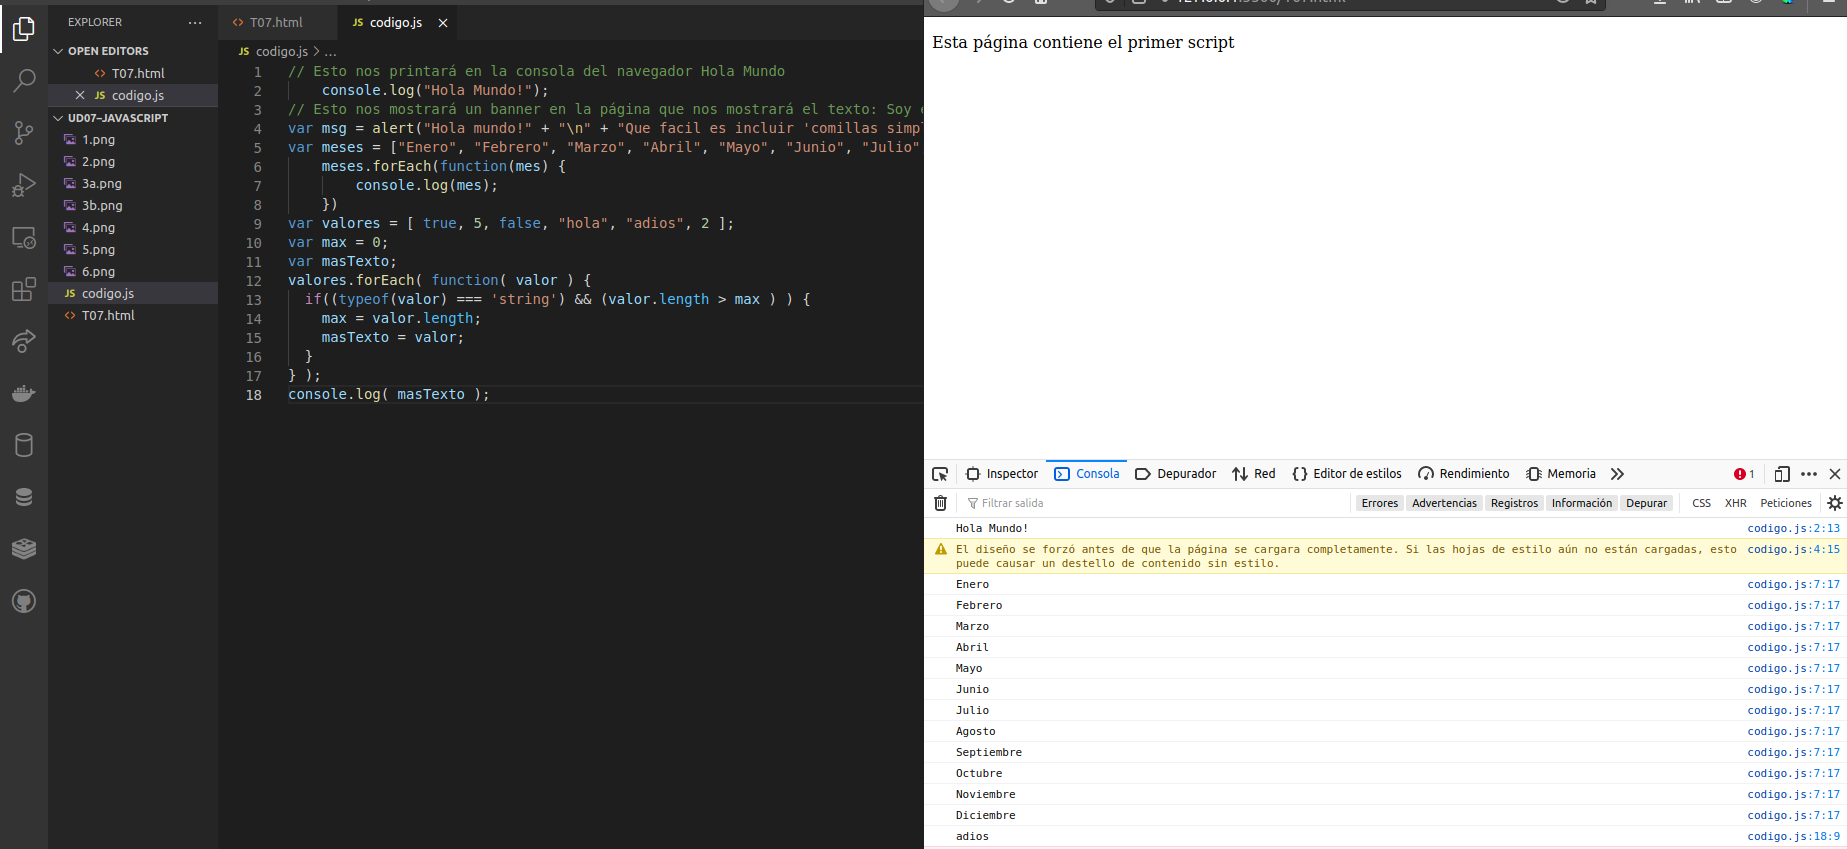 EXPLORER
OPEN EDITORS
T07.html
codigo.js
UD07-JAVASCRIPT
1.png
2.png
3a.png
3b.png
4.png
5.png
6.png
codigo.js
T07.html
T07.html
codigo.js
codigo.js > ...
1 // Esto nos printará en la consola del navegador Hola Mundo
2 console.log("Hola Mundo!");
3 // Esto nos mostrará un banner en la página que nos mostrará el texto: Soy
4 var msg = alert("Hola mundo!" + "\n" + "Que facil es incluir 'comillas simpl
5 var meses = ["Enero", "Febrero", "Marzo", "Abril", "Mayo", "Junio", "Julio"
6 meses.forEach(function(mes) {
7 console.log(mes);
8 })
9 var valores = [ true, 5, false, "hola", "adios", 2 ];
10 var max = 0;
11 var masTexto;
12 valores.forEach( function( valor ) {
13 if((typeof(valor) === 'string') && (valor.length > max ) ) {
14 max = valor.length;
15 masTexto = valor;
16 }
17 } );
18 console.log( masTexto );
Esta página contiene el primer script
Inspector Consola Depurador Red Editor de estilos Rendimiento Memoria 1
Filtrar salida Errores Advertencias Registros Información Depurar CSS XHR Peticiones
Hola Mundo! codigo.js:2:13
El diseño se forzó antes de que la página se cargara completamente. Si las hojas de estilo aún no están cargadas, esto codigo.js:4:15
puede causar un destello de contenido sin estilo.
Enero codigo.js:7:17
Febrero codigo.js:7:17
Marzo codigo.js:7:17
Abril codigo.js:7:17
Mayo codigo.js:7:17
Junio codigo.js:7:17
Julio codigo.js:7:17
Agosto codigo.js:7:17
Septiembre codigo.js:7:17
Octubre codigo.js:7:17
Noviembre codigo.js:7:17
Diciembre codigo.js:7:17
adios codigo.js:18:9